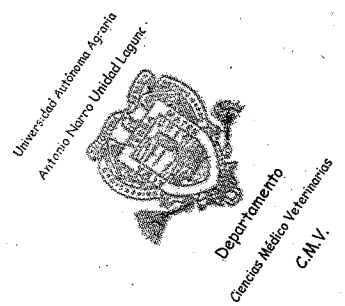 Universidad Autónoma Agraria
Antonio Narro Unidad
Departamento
Ciencias Médico Veterinarias
C.M.V.